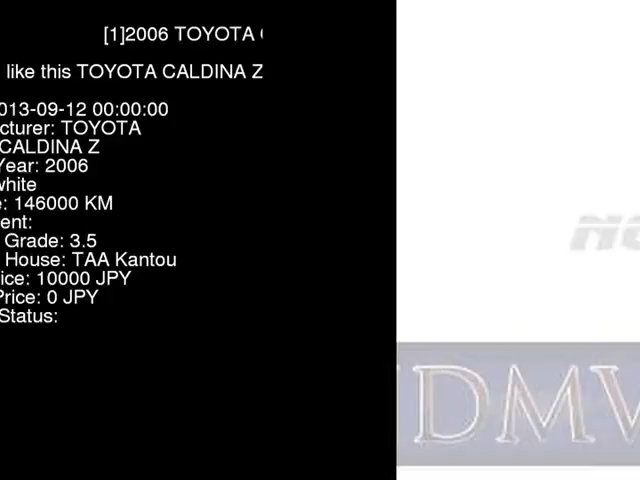 [1]2006 TOYOTA
like this TOYOTA CALDINA Z
013-09-12 00:00:00
cturer: TOYOTA
CALDINA Z
Year: 2006
white
e: 146000 KM
ent:
Grade: 3.5
House: TAA Kantou
ice: 10000 JPY
Price: 0 JPY
Status:
DMV